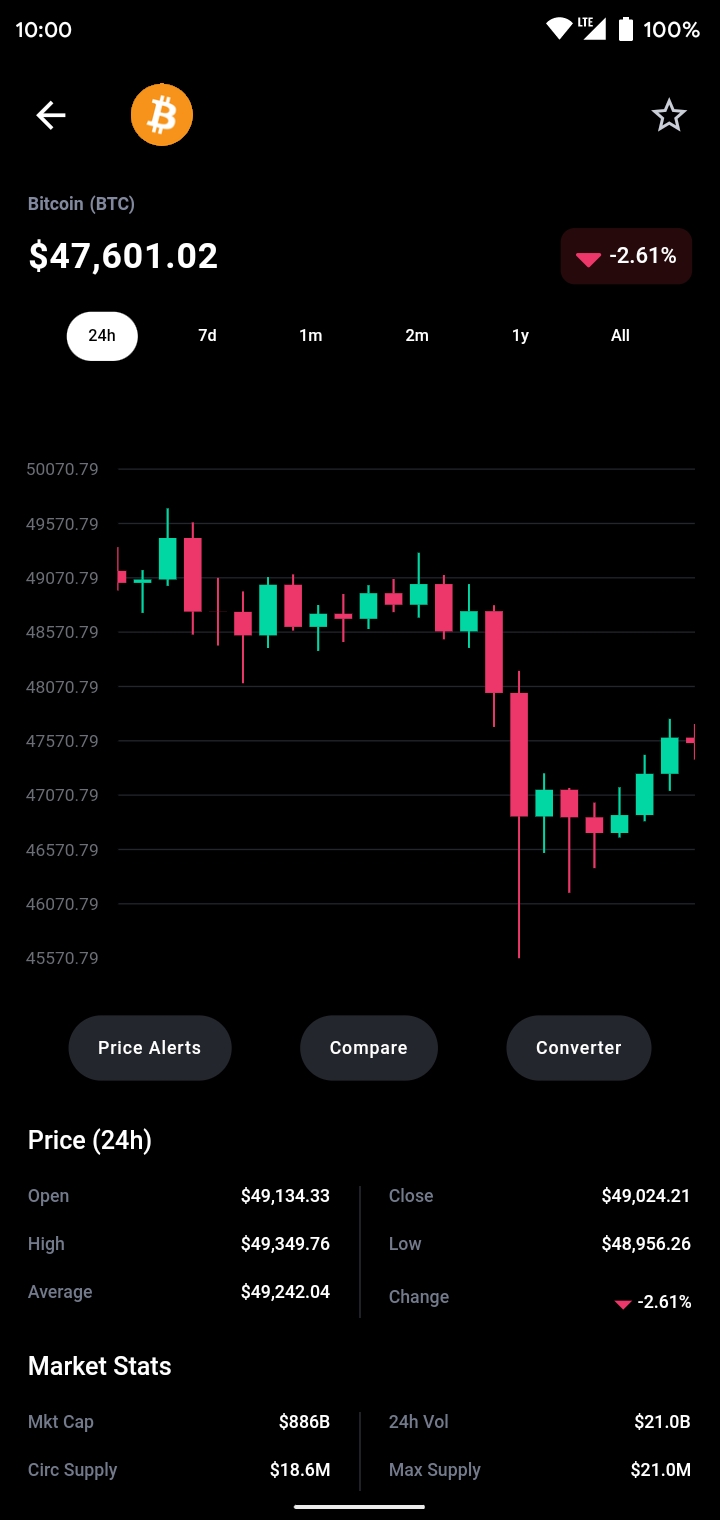 10:00 LTE 100%
Bitcoin (BTC)
$47,601.02 -2.61%
24h 7d 1m 2m 1y All
50070.79
49570.79
49070.79
48570.79
48070.79
47570.79
47070.79
46570.79
46070.79
45570.79
Price Alerts Compare Converter
Price (24h)
Open $49,134.33 Close $49,024.21
High $49,349.76 Low $48,956.26
Average $49,242.04 Change -2.61%
Market Stats
Mkt Cap $886B 24h Vol $21.0B
Circ Supply $18.6M Max Supply $21.0M